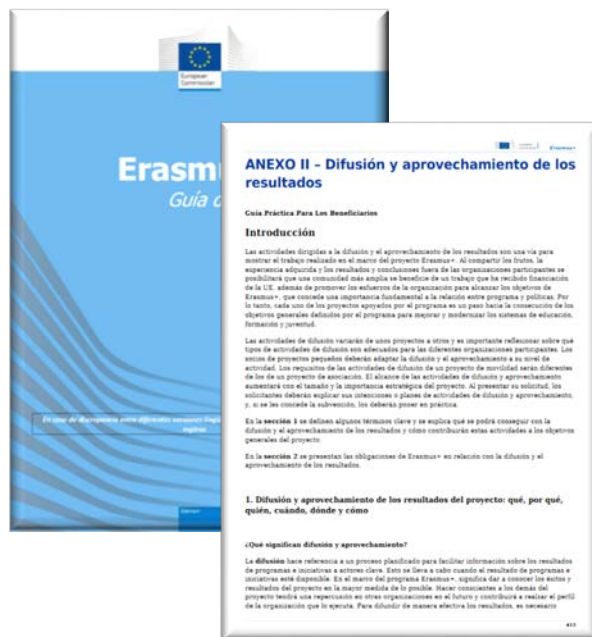 European
Commission
Erasm
Guía d
En caso de discrepancia entre diferentes versiones
Erasmus+
ANEXO II – Difusión y aprovechamiento de los
resultados
Guía Práctica Para Los Beneficiarios
Introducción
Las actividades dirigidas a la difusión y el aprovechamiento de los resultados son una vía para
mostrar el trabajo realizado en el marco del proyecto Erasmus+. Al compartir los frutos, la
experiencia adquirida y los resultados y conclusiones fuera de las organizaciones participantes se
posibilitará que una comunidad más amplia se beneficie de un trabajo que ha recibido financiación
de la UE, además de promover los esfuerzos de la organización para alcanzar los objetivos de
Erasmus+, que concede una importancia fundamental a la relación entre programa y políticas. Por
lo tanto, cada uno de los proyectos apoyados por el programa es un paso hacia la consecución de los
objetivos generales definidos por el programa para mejorar y modernizar los sistemas de educación,
formación y juventud.
Las actividades de difusión variarán de unos proyectos a otros y es importante reflexionar sobre qué
tipos de actividades de difusión son adecuados para las diferentes organizaciones participantes. Los
socios de proyectos pequeños deberán adaptar la difusión y el aprovechamiento a su nivel de
actividad. Los requisitos de las actividades de difusión de un proyecto de movilidad serán diferentes
de los de un proyecto de asociación. El alcance de las actividades de difusión y aprovechamiento
aumentará con el tamaño y la importancia estratégica del proyecto. Al presentar su solicitud, los
solicitantes deberán explicar sus intenciones o planes de actividades de difusión y aprovechamiento,
y, si se les concede la subvención, los deberán poner en práctica.
En la sección 1 se definen algunos términos clave y se explica qué se podrá conseguir con la
difusión y el aprovechamiento de los resultados y cómo contribuirán estas actividades a los objetivos
generales del proyecto.
En la sección 2 se presentan las obligaciones de Erasmus+ en relación con la difusión y el
aprovechamiento de los resultados.
1. Difusión y aprovechamiento de los resultados del proyecto: qué, por qué,
quién, cuándo, dónde y cómo
¿Qué significan difusión y aprovechamiento?
La difusión hace referencia a un proceso planificado para facilitar información sobre los resultados
de programas e iniciativas a actores clave. Esto se lleva a cabo cuando el resultado de programas e
iniciativas esté disponible. En el marco del programa Erasmus+, significa dar a conocer los éxitos y
resultados del proyecto en la mayor medida de lo posible. Hacer conscientes a los demás del
proyecto tendrá una repercusión en otras organizaciones en el futuro y contribuirá a realzar el perfil
de la organización que lo ejecuta. Para difundir de manera efectiva los resultados, es necesario